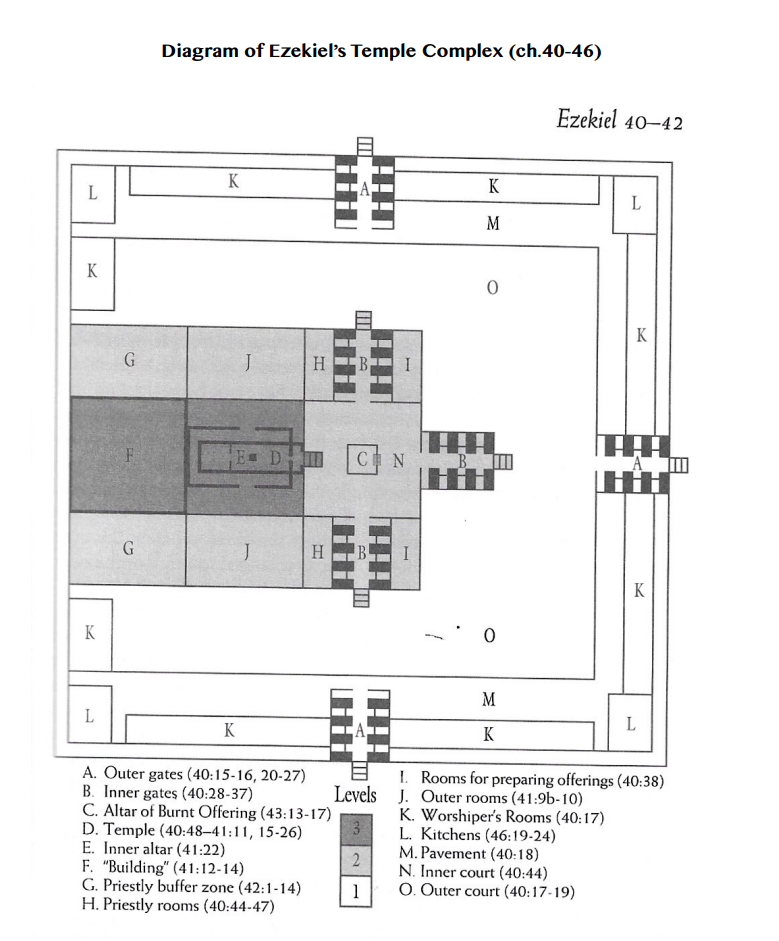 Diagram of Ezekiel's Temple Complex (ch.40-46)
Ezekiel 40–42
A
L K K L
M
K O
K
G J H B I
F E D C N B A
G J H B I
K
K O
M
L K A K L
A. Outer gates (40:15-16, 20-27)
B. Inner gates (40:28-37)
C. Altar of Burnt Offering (43:13-17)
D. Temple (40:48–41:11, 15-26)
E. Inner altar (41:22)
F. "Building" (41:12-14)
G. Priestly buffer zone (42:1-14)
H. Priestly rooms (40:44-47)
Levels
3
2
1
I. Rooms for preparing offerings (40:38)
J. Outer rooms (41:9b-10)
K. Worshiper's Rooms (40:17)
L. Kitchens (46:19-24)
M. Pavement (40:18)
N. Inner court (40:44)
O. Outer court (40:17-19)